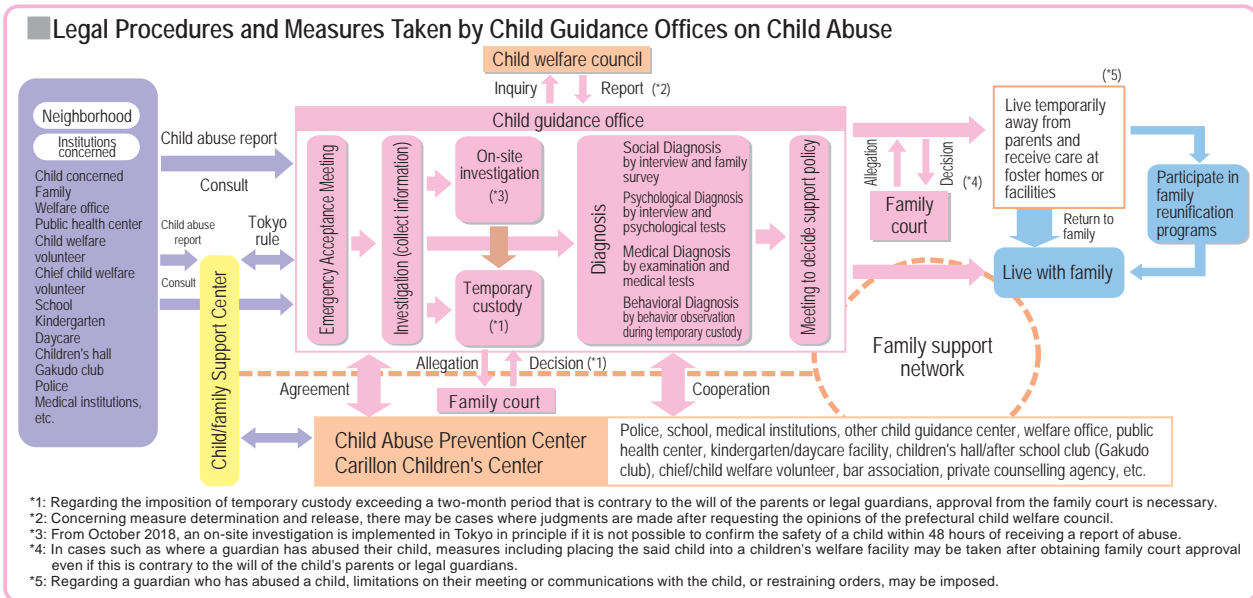 Legal Procedures and Measures Taken by Child Guidance Offices on Child Abuse
Child welfare council
Inquiry
Report (*2)
Neighborhood
Institutions
concerned
Child concerned
Family
Welfare office
Public health center
Child welfare
volunteer
Chief child welfare
volunteer
School
Kindergarten
Daycare
Children's hall
Gakudo club
Police
Medical institutions,
etc.
Child abuse report
Consult
Child abuse
report
Consult
Tokyo
rule
Child/family Support Center
Child guidance office
Emergency Acceptance Meeting
Investigation (collect information)
On-site
investigation
(*3)
Temporary
custody
(*1)
Diagnosis
Social Diagnosis
by interview and family
survey
Psychological Diagnosis
by interview and
psychological tests
Medical Diagnosis
by examination and
medical tests
Behavioral Diagnosis
by behavior observation
during temporary custody
Meeting to decide support policy
Allegation
Decision
(*4)
Family
court
(*5)
Live temporarily
away from
parents and
receive care at
foster homes or
facilities
Participate in
family
reunification
programs
Return to
family
Live with family
Family support
network
Agreement
Allegation
Decision (*1)
Family court
Cooperation
Child Abuse Prevention Center
Carillon Children's Center
Police, school, medical institutions, other child guidance center, welfare office, public
health center, kindergarten/daycare facility, children's hall/after school club (Gakudo
club), chief/child welfare volunteer, bar association, private counselling agency, etc.
*1: Regarding the imposition of temporary custody exceeding a two-month period that is contrary to the will of the parents or legal guardians, approval from the family court is necessary.
*2: Concerning measure determination and release, there may be cases where judgments are made after requesting the opinions of the prefectural child welfare council.
*3: From October 2018, an on-site investigation is implemented in Tokyo in principle if it is not possible to confirm the safety of a child within 48 hours of receiving a report of abuse.
*4: In cases such as where a guardian has abused their child, measures including placing the said child into a children's welfare facility may be taken after obtaining family court approval
even if this is contrary to the will of the child's parents or legal guardians.
*5: Regarding a guardian who has abused a child, limitations on their meeting or communications with the child, or restraining orders, may be imposed.